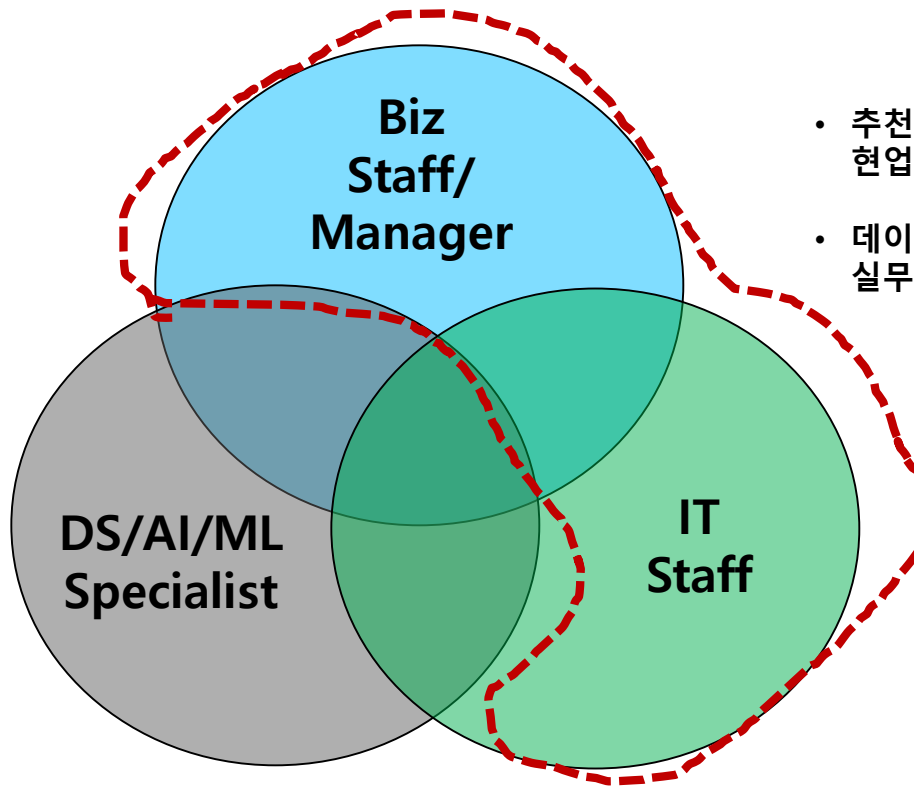 Biz
Staff/
Manager
• 추천
현업
• 데이
실무
DS/AI/ML
Specialist
IT
Staff